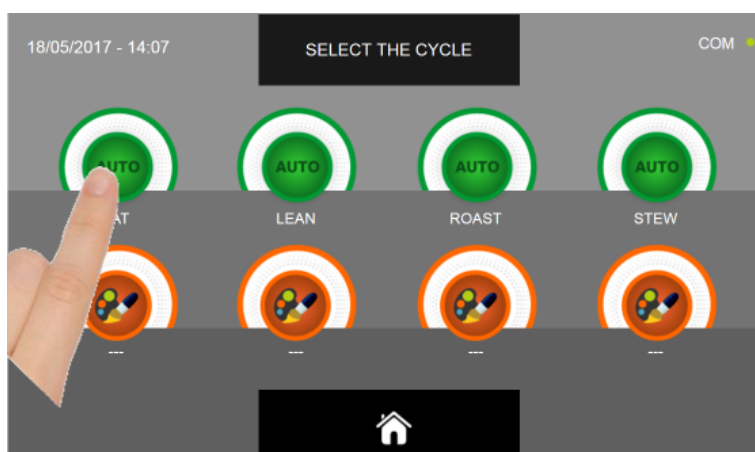 18/05/2017 - 14:07
SELECT THE CYCLE
COM
AUTO
AUTO
AUTO
AUTO
LEAN
ROAST
STEW
---
---
---
---